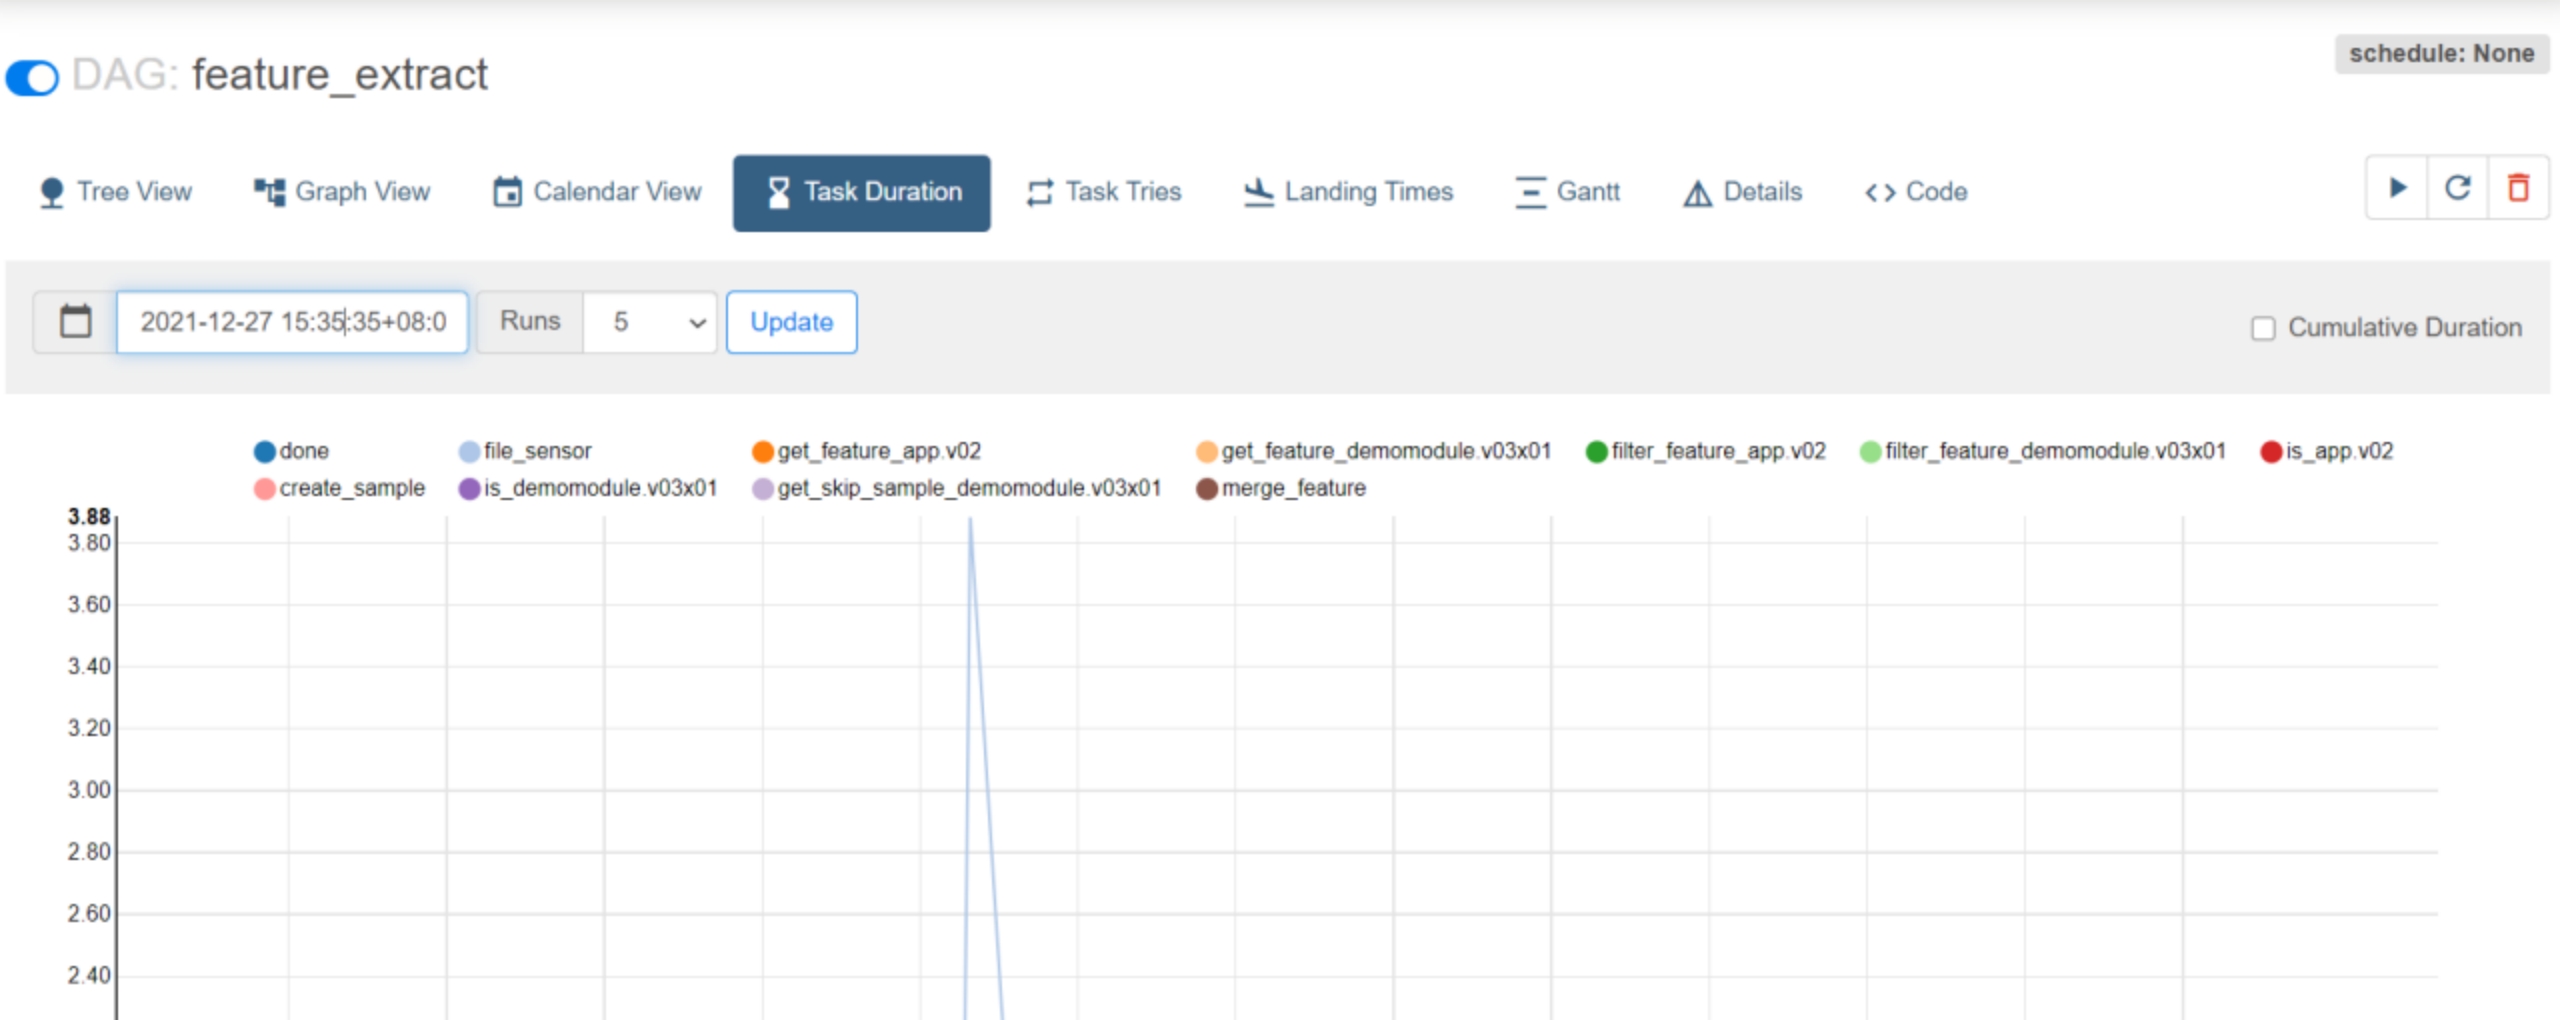 schedule: None
DAG: feature_extract
Tree View Graph View Calendar View Task Duration Task Tries Landing Times Gantt Details Code
2021-12-27 15:35:35+08:0 Runs 5 Update Cumulative Duration
done file_sensor get_feature_app.v02 get_feature_demomodule.v03x01 filter_feature_app.v02 filter_feature_demomodule.v03x01 is_app.v02
create_sample is_demomodule.v03x01 get_skip_sample_demomodule.v03x01 merge_feature
3.88
3.80
3.60
3.40
3.20
3.00
2.80
2.60
2.40